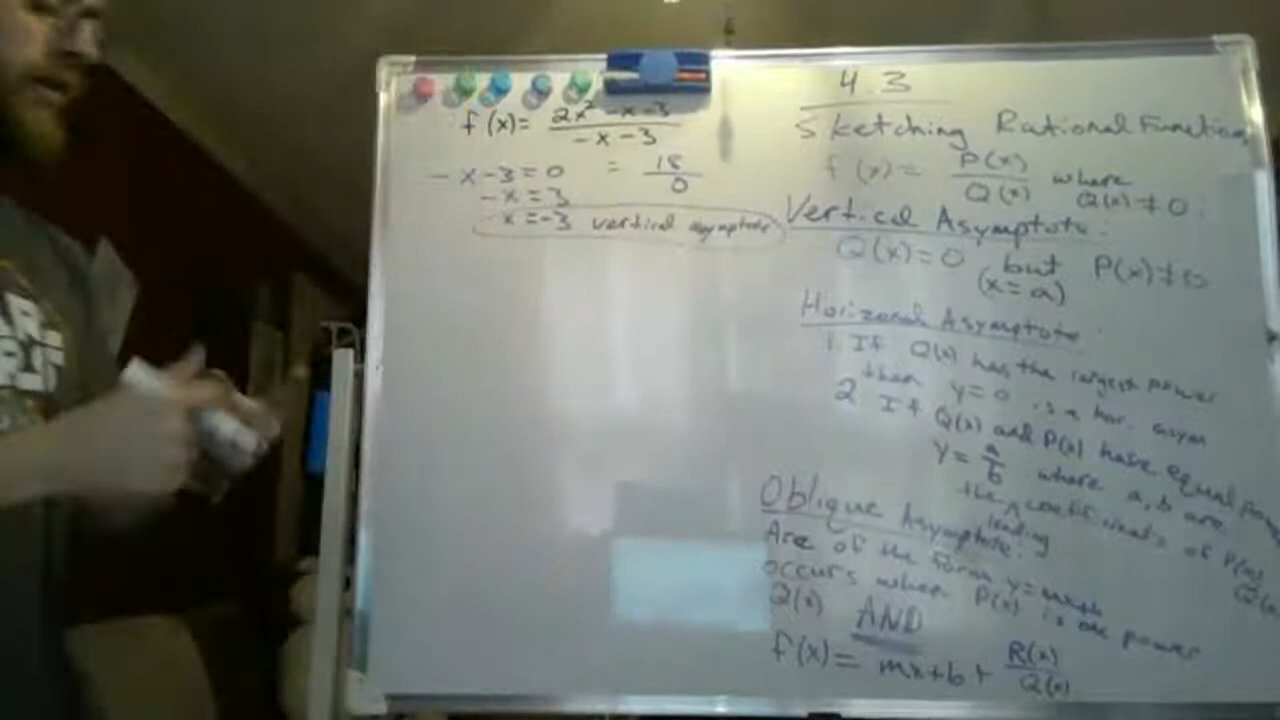 f(x)= 2x² -x-3 / -x-3
-x-3=0 = 18/0
-x=3
x=-3 vertical asymptote
4 3
Sketching Rational Functions
f(x)= P(x)/Q(x) where Q(x)≠0
Vertical Asymptote:
Q(x)=0 but P(x)≠0
(x=a)
Horizonal Asymptote
1. If Q(x) has the largest power
then y=0 is a hor. asym
2 If Q(x) and P(x) have equal
y= a/b where a,b are
the leading coefficients of P(x)
Q(x)
Oblique Asymptote:
Are of the form y=mx+b
occurs when P(x) is one power
Q(x) AND
f(x)= mx+b+ R(x)/Q(x)